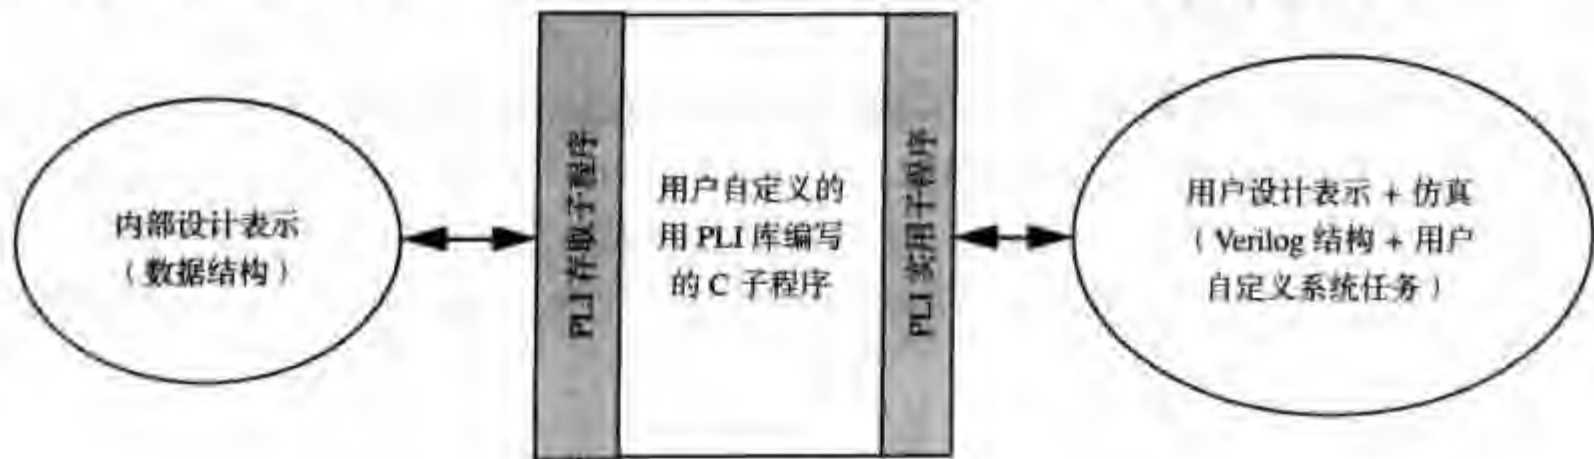 内部设计表示
（数据结构）
PLI 存取子程序
用户自定义的
用 PLI 库编写
的 C 子程序
PLI 实用子程序
用户设计表示 + 仿真
（Verilog 结构 + 用户
自定义系统任务）